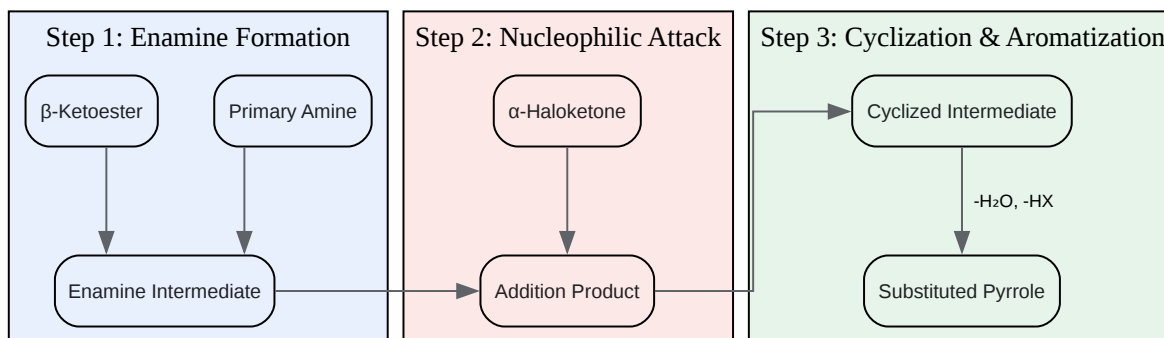 Step 1: Enamine Formation
β-Ketoester
Primary Amine
Enamine Intermediate
Step 2: Nucleophilic Attack
α-Haloketone
Addition Product
Step 3: Cyclization & Aromatization
Cyclized Intermediate
-H₂O, -HX
Substituted Pyrrole